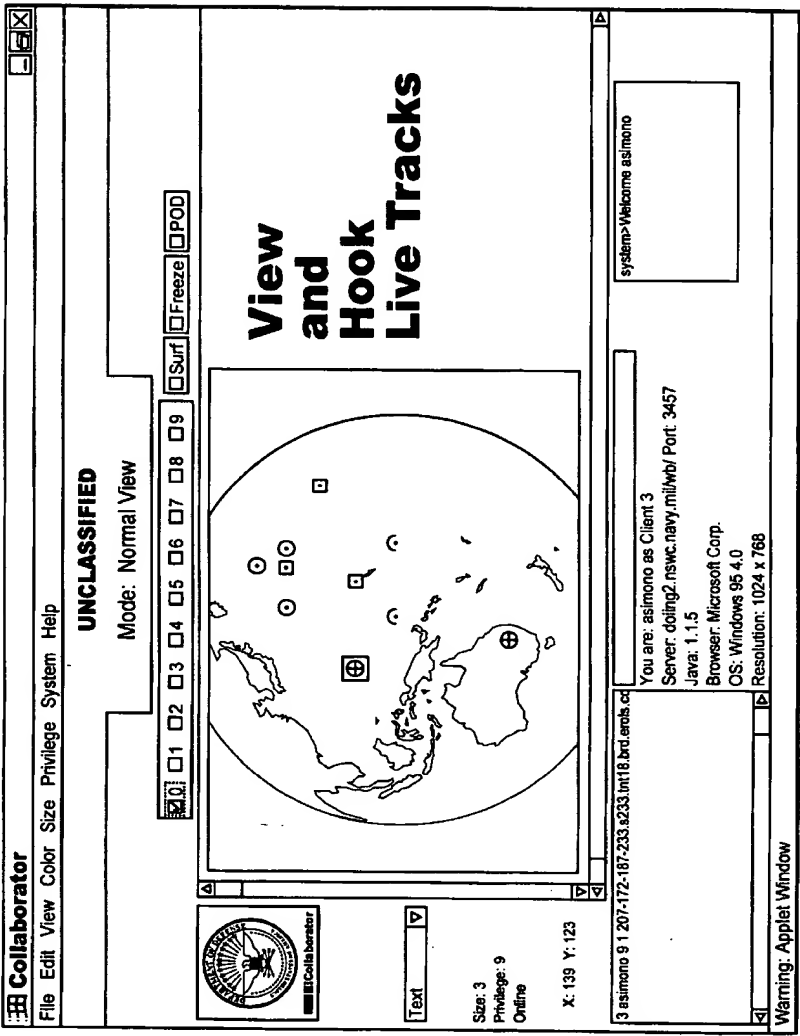 Collaborator
File Edit View Color Size Privilege System Help
UNCLASSIFIED
Mode: Normal View
0 1 2 3 4 5 6 7 8 9 Surf Freeze POD
DEPARTMENT OF DEFENSE
Collaborator
Text
Size: 3
Privilege: 9
Online
X: 139 Y: 123
View
and
Hook
Live Tracks
3 asimono 9 1 207-172-187-233.s233.tnt18.brd.erols.cc
You are: asimono as Client 3
Server: doiing2.nswc.navy.mil/wb/ Port: 3457
Java: 1.1.5
Browser: Microsoft Corp.
OS: Windows 95 4.0
Resolution: 1024 x 768
system>Welcome asimono
Warning: Applet Window